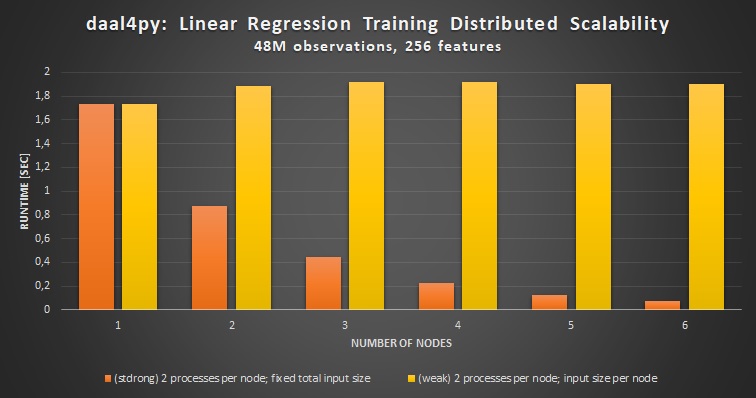 daal4py: Linear Regression Training Distributed Scalability
48M observations, 256 features
RUNTIME [SEC]
2
1,8
1,6
1,4
1,2
1
0,8
0,6
0,4
0,2
0
1 2 3 4 5 6
NUMBER OF NODES
(stdrong) 2 processes per node; fixed total input size (weak) 2 processes per node; input size per node